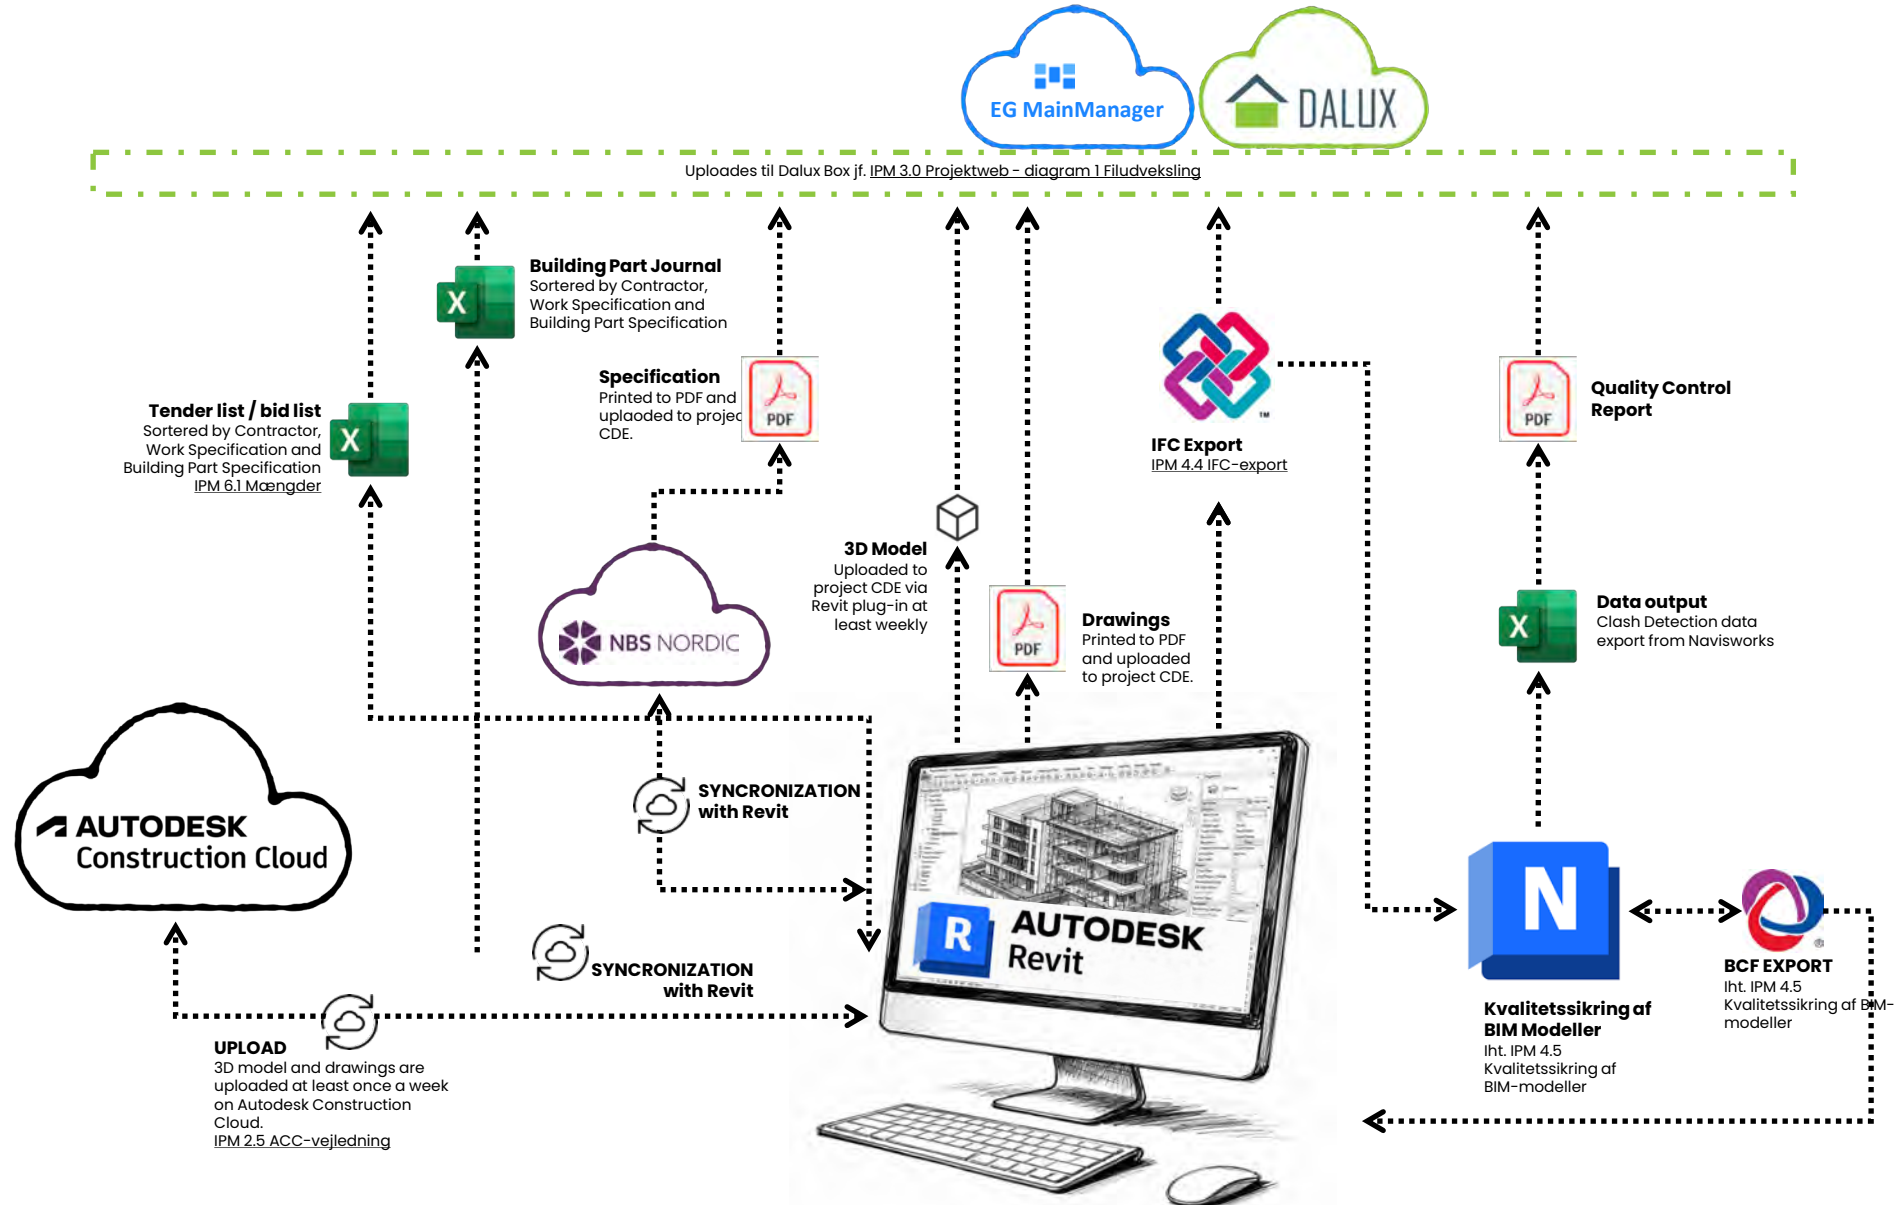 EG MainManager
DALUX
Uploades til Dalux Box jf. IPM 3.0 Projektweb - diagram 1 Filudveksling
Building Part Journal
Sortered by Contractor,
Work Specification and
Building Part Specification
X
Specification
Printed to PDF and
uplaoded to projec
CDE.
PDF
Tender list / bid list
Sortered by Contractor,
Work Specification and
Building Part Specification
IPM 6.1 Mængder
X
TM
IFC Export
IPM 4.4 IFC-export
PDF
Quality Control
Report
3D Model
Uploaded to
project CDE via
Revit plug-in at
least weekly
PDF
Drawings
Printed to PDF
and uploaded
to project CDE.
X
Data output
Clash Detection data
export from Navisworks
NBS NORDIC
AUTODESK
Construction Cloud
SYNCRONIZATION
with Revit
SYNCRONIZATION
with Revit
R
AUTODESK
Revit
N
Kvalitetssikring af
BIM Modeller
Iht. IPM 4.5
Kvalitetssikring af
BIM-modeller
®
BCF EXPORT
Iht. IPM 4.5
Kvalitetssikring af BIM-
modeller
UPLOAD
3D model and drawings are
uploaded at least once a week
on Autodesk Construction
Cloud.
IPM 2.5 ACC-vejledning